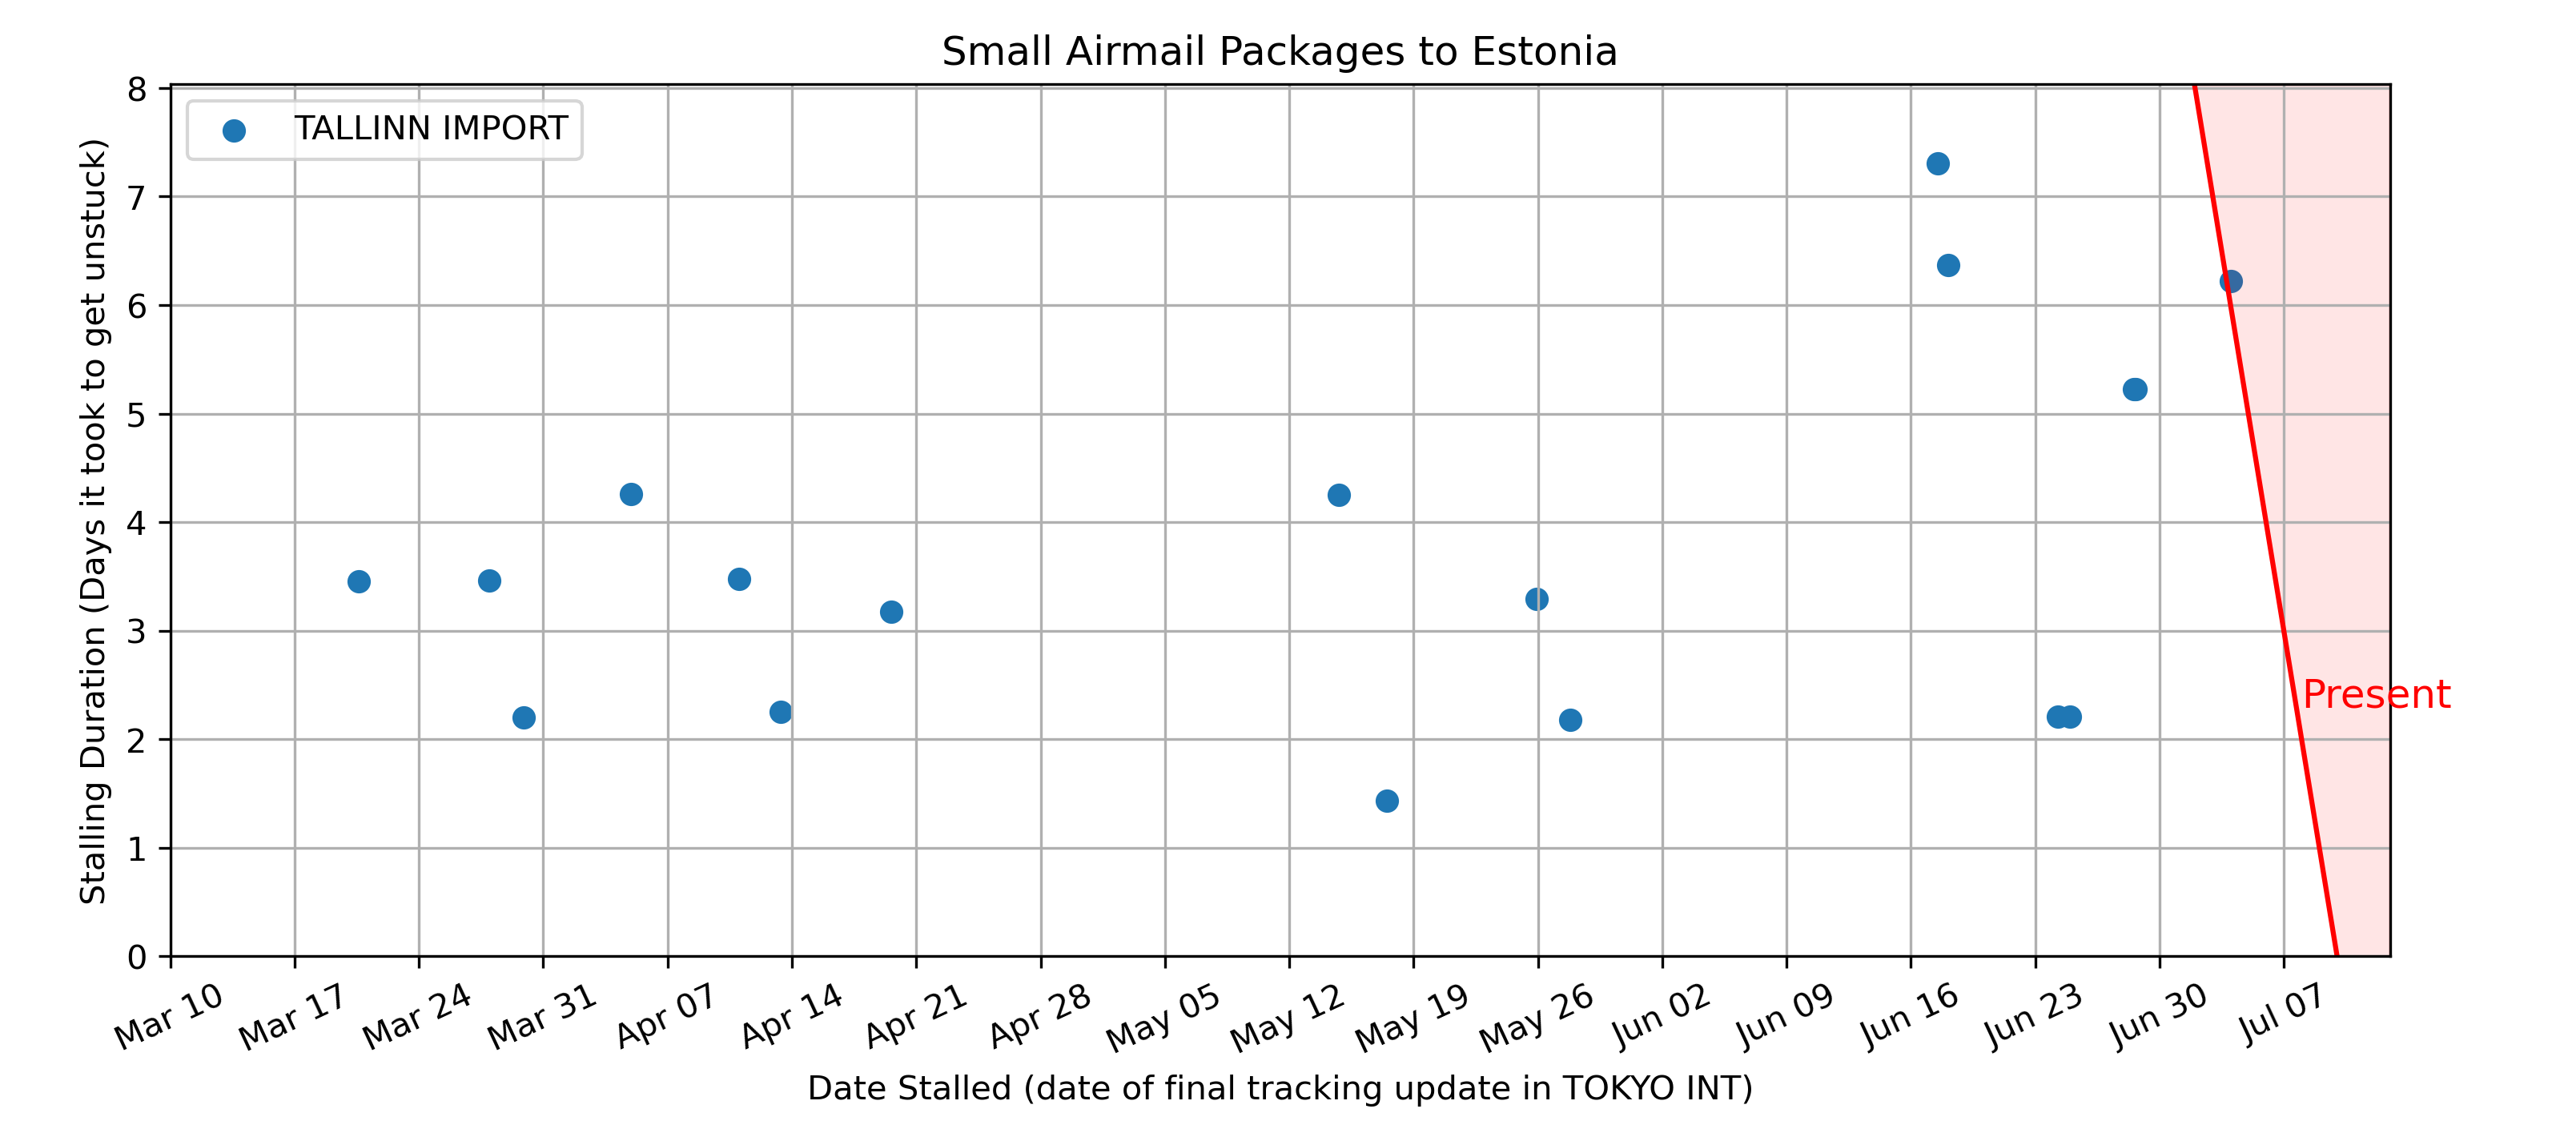 Small Airmail Packages to Estonia
TALLINN IMPORT
Stalling Duration (Days it took to get unstuck)
8
7
6
5
4
3
2
1
0
Present
Mar 10 Mar 17 Mar 24 Mar 31 Apr 07 Apr 14 Apr 21 Apr 28 May 05 May 12 May 19 May 26 Jun 02 Jun 09 Jun 16 Jun 23 Jun 30 Jul 07
Date Stalled (date of final tracking update in TOKYO INT)